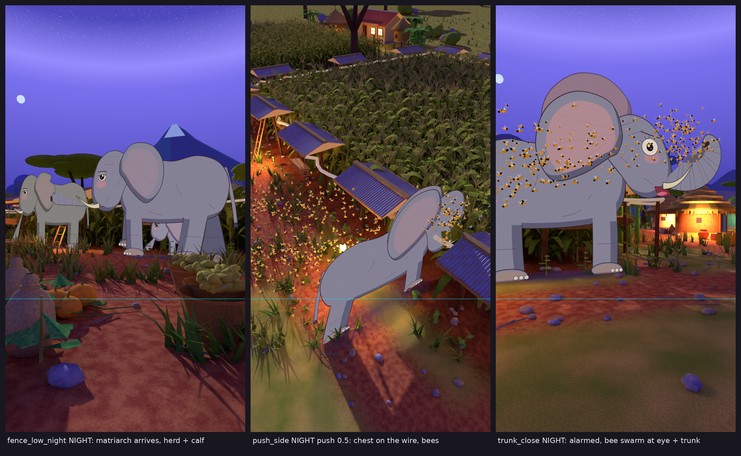 fence_low_night NIGHT: matriarch arrives, herd + calf
push_side NIGHT push 0.5: chest on the wire, bees
trunk_close NIGHT: alarmed, bee swarm at eye + trunk